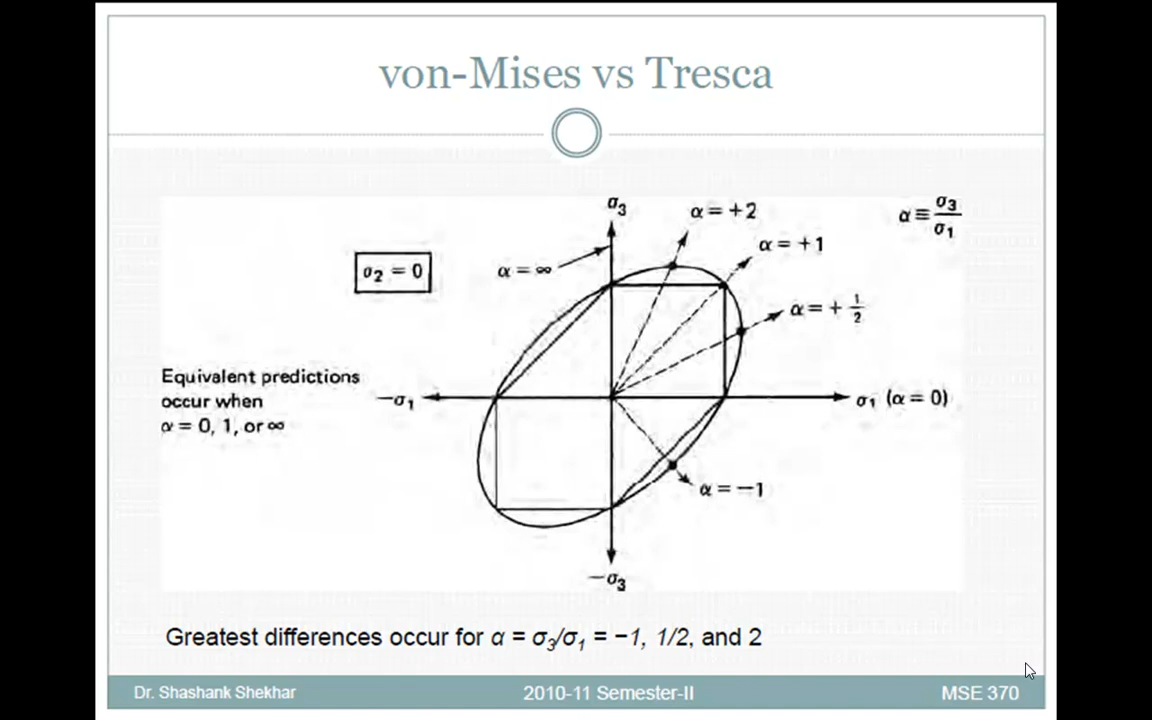 von-Mises vs Tresca
σ3
α = +2
α ≡ σ3/σ1
α = +1
σ2 = 0
α = ∞
α = + 1/2
Equivalent predictions
occur when
α = 0, 1, or ∞
−σ1
σ1 (α = 0)
α = −1
−σ3
Greatest differences occur for α = σ3/σ1 = −1, 1/2, and 2
Dr. Shashank Shekhar
2010-11 Semester-II
MSE 370